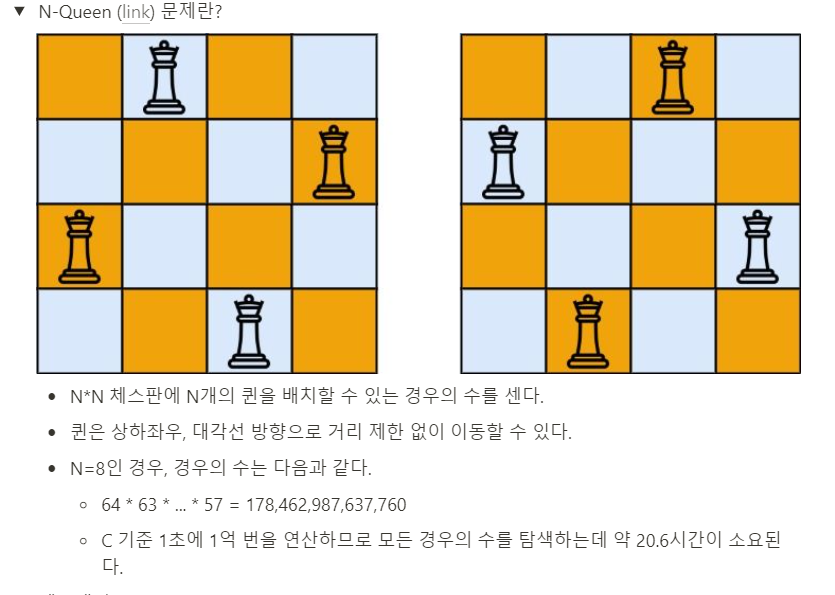 ▼ N-Queen (link) 문제란?
• N*N 체스판에 N개의 퀸을 배치할 수 있는 경우의 수를 센다.
• 퀸은 상하좌우, 대각선 방향으로 거리 제한 없이 이동할 수 있다.
• N=8인 경우, 경우의 수는 다음과 같다.
◦ 64 * 63 * ... * 57 = 178,462,987,637,760
◦ C 기준 1초에 1억 번을 연산하므로 모든 경우의 수를 탐색하는데 약 20.6시간이 소요된
다.